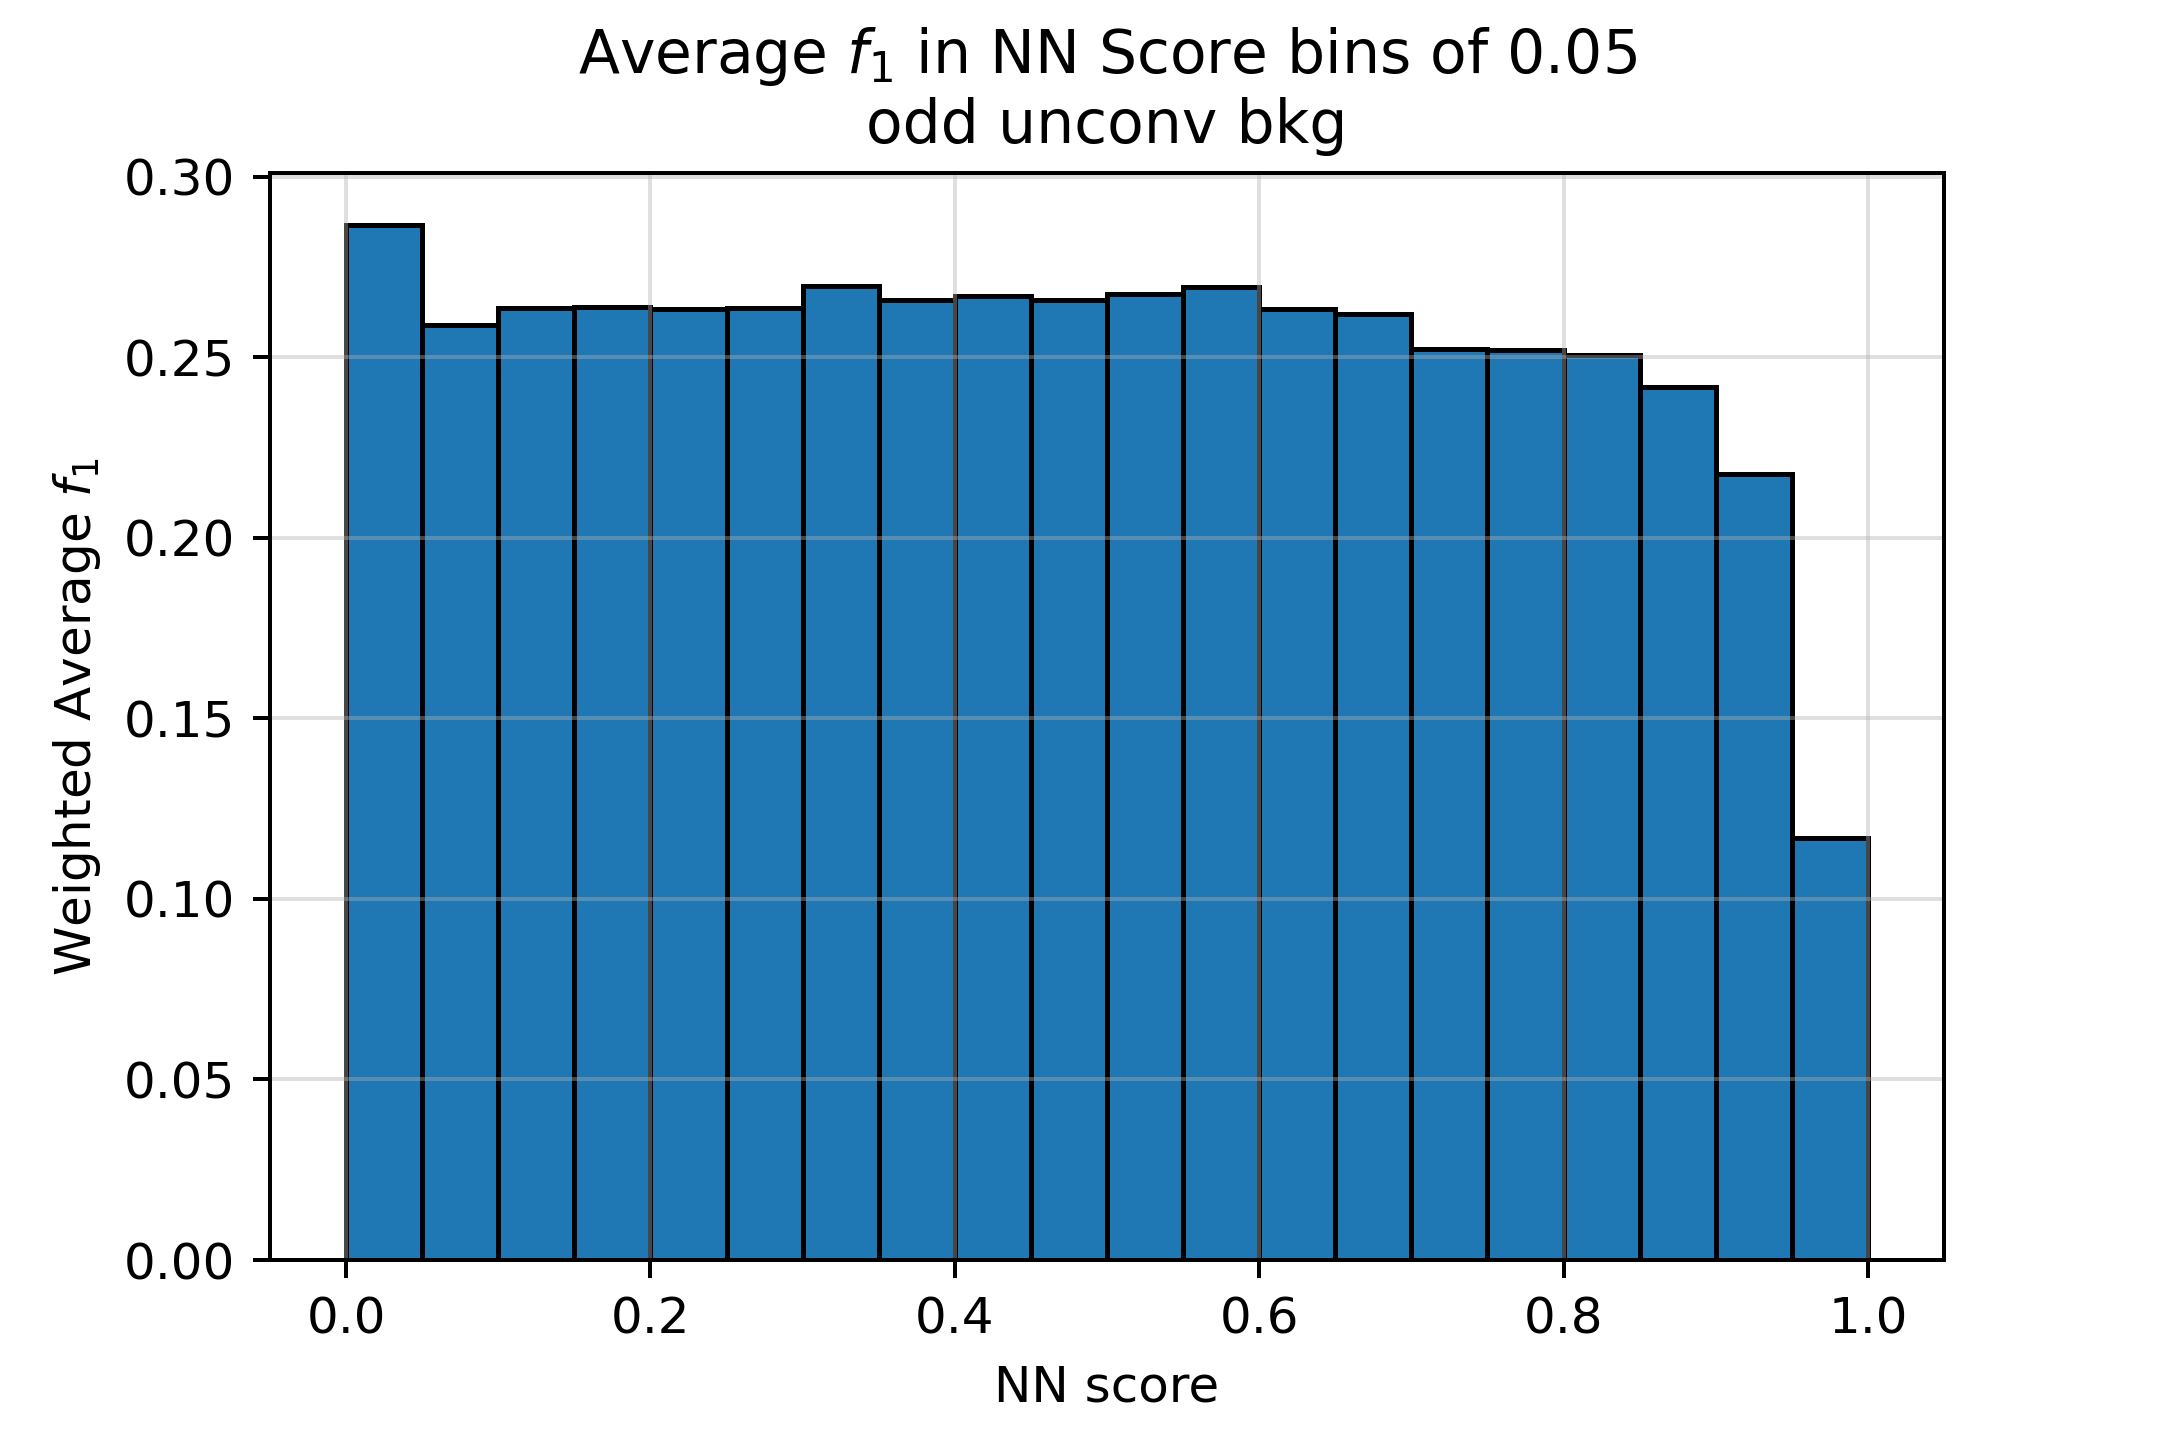 Average f₁ in NN Score bins of 0.05
odd unconv bkg
Weighted Average f₁
0.30
0.25
0.20
0.15
0.10
0.05
0.00
0.0 0.2 0.4 0.6 0.8 1.0
NN score